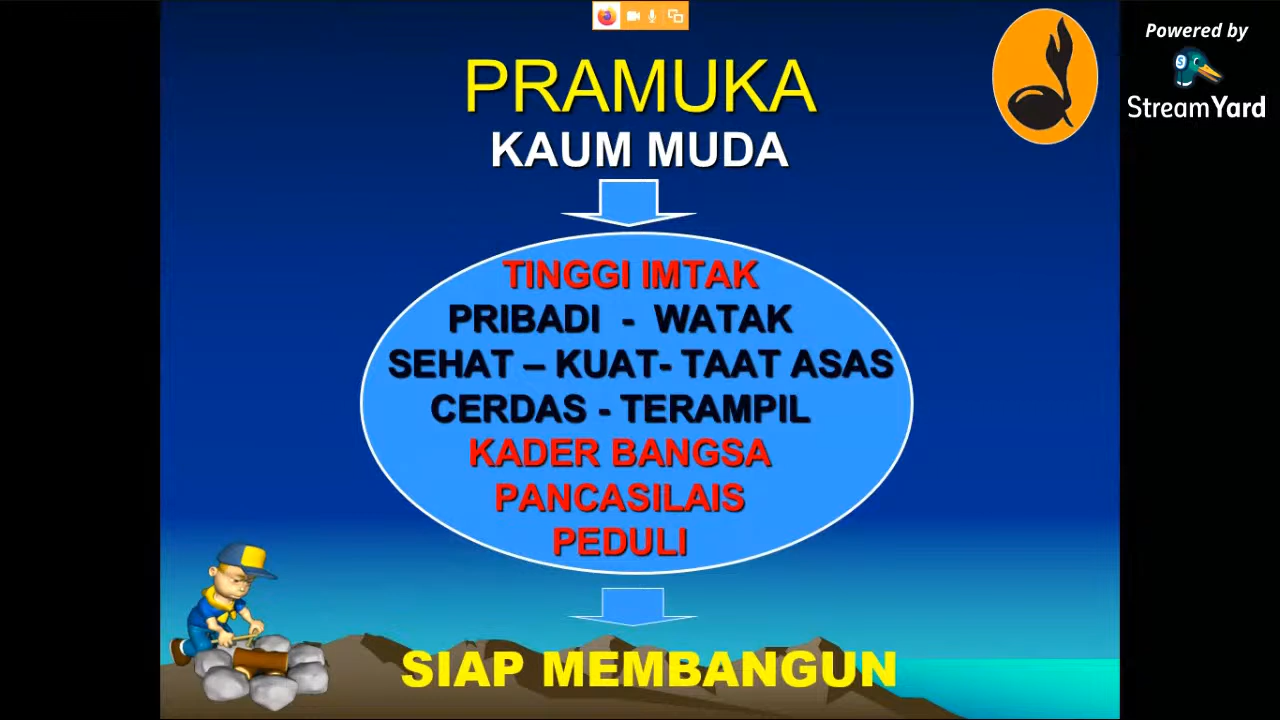 PRAMUKA
KAUM MUDA
TINGGI IMTAK
PRIBADI - WATAK
SEHAT – KUAT- TAAT ASAS
CERDAS - TERAMPIL
KADER BANGSA
PANCASILAIS
PEDULI
SIAP MEMBANGUN
Powered by
S
StreamYard